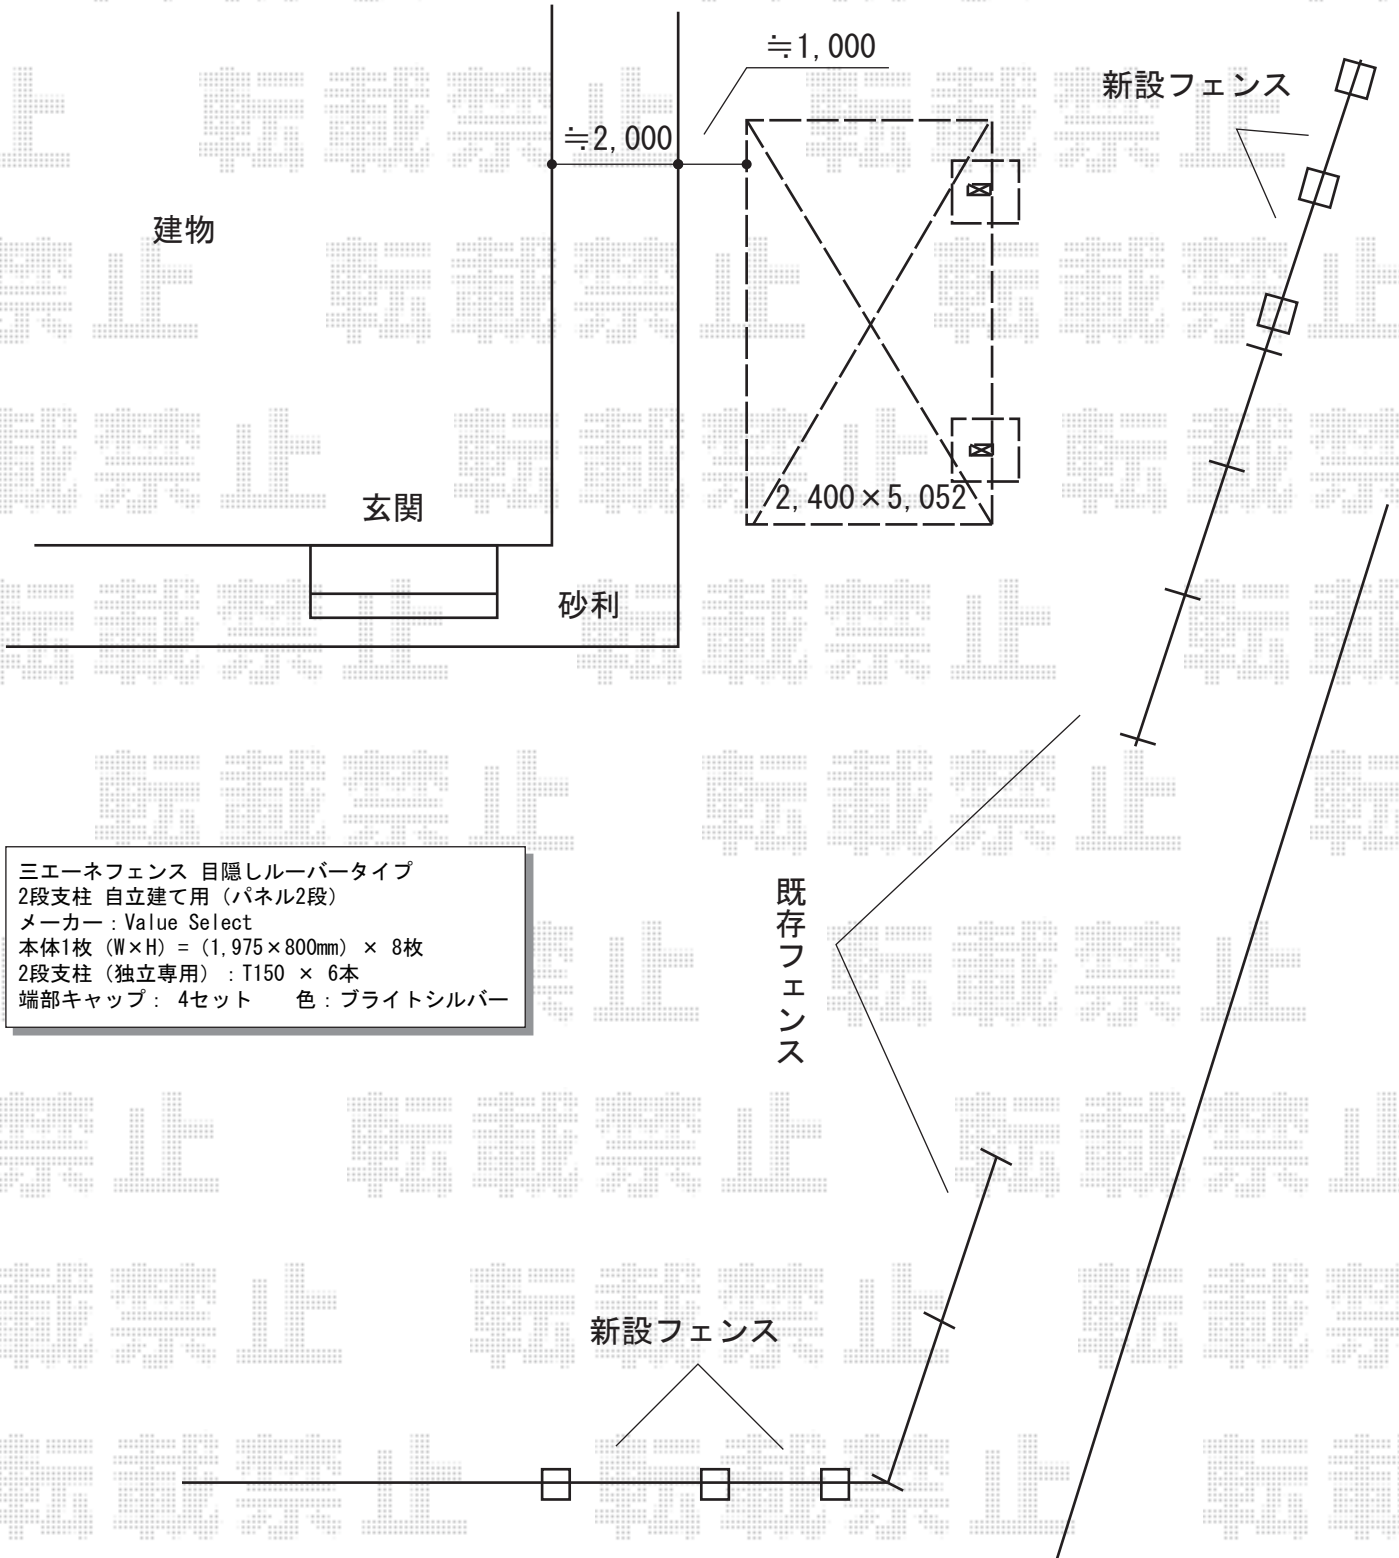 ≒1,000
新設フェンス
≒2,000
建物
2,400×5,052
玄関
砂利
三エーネフェンス 目隠しルーバータイプ
2段支柱 自立建て用（パネル2段）
メーカー：Value Select
本体1枚（W×H）=（1,975×800mm）× 8枚
2段支柱（独立専用）：T150 × 6本
端部キャップ： 4セット 色：ブライトシルバー
既存フェンス
新設フェンス
転載禁止